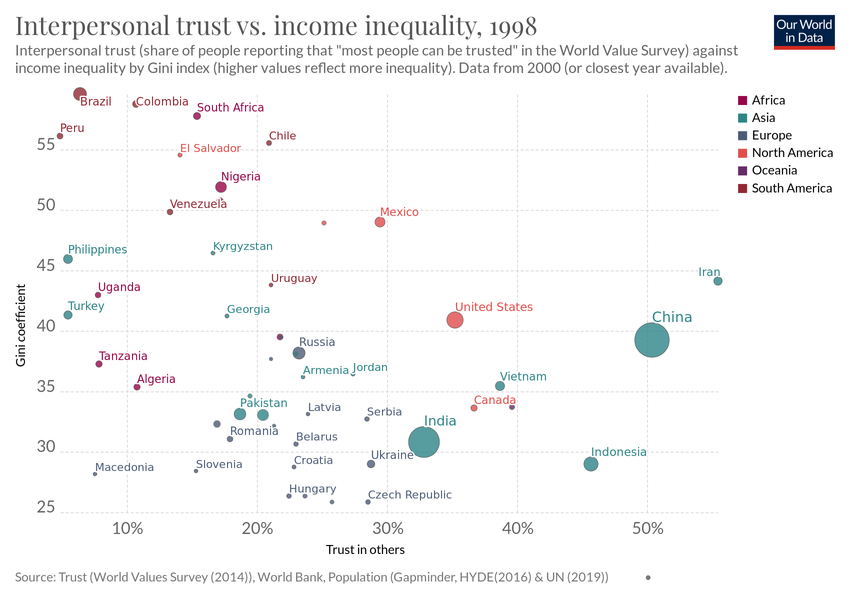 Interpersonal trust vs. income inequality, 1998
Our World
in Data
Interpersonal trust (share of people reporting that "most people can be trusted" in the World Value Survey) against
income inequality by Gini index (higher values reflect more inequality). Data from 2000 (or closest year available).
Africa
Asia
Europe
North America
Oceania
South America
Brazil
Colombia
South Africa
Peru
Chile
55
El Salvador
Nigeria
Venezuela
50
Mexico
Philippines
Kyrgyzstan
45
Iran
Uruguay
Uganda
Turkey
Georgia
United States
China
40
Gini coefficient
Russia
Tanzania
Armenia
Jordan
Algeria
Vietnam
35
Pakistan
Latvia
Serbia
Canada
India
Romania
Belarus
30
Ukraine
Indonesia
Macedonia
Slovenia
Croatia
Hungary
Czech Republic
25
10%
20%
30%
40%
50%
Trust in others
Source: Trust (World Values Survey (2014)), World Bank, Population (Gapminder, HYDE(2016) & UN (2019))